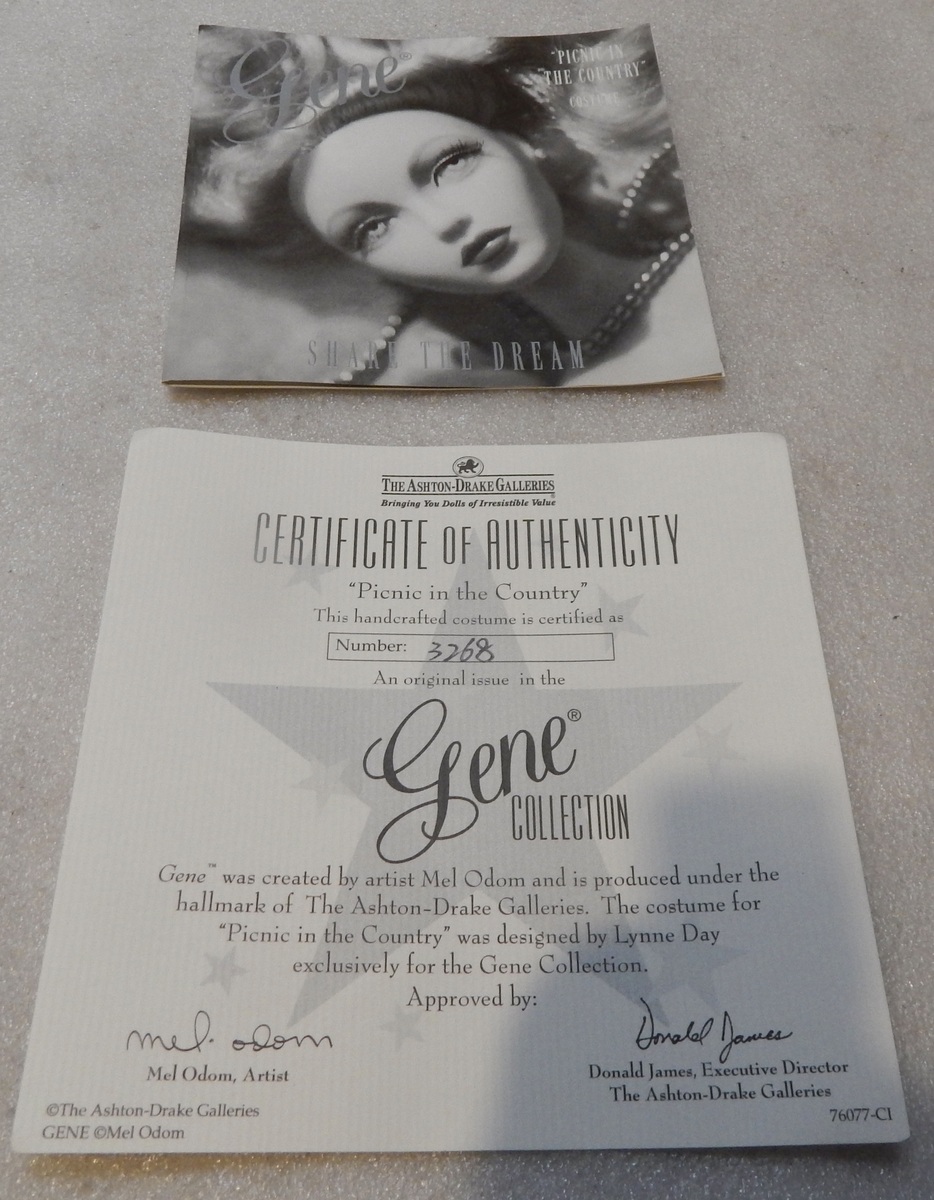 Gene®
"PICNIC IN
THE COUNTRY"
COSTUME
SHARE THE DREAM
THE ASHTON-DRAKE GALLERIES
Bringing You Dolls of Irresistible Value®
CERTIFICATE OF AUTHENTICITY
"Picnic in the Country"
This handcrafted costume is certified as
Number: 3268
An original issue in the
Gene®
COLLECTION
Gene™ was created by artist Mel Odom and is produced under the
hallmark of The Ashton-Drake Galleries. The costume for
"Picnic in the Country" was designed by Lynne Day
exclusively for the Gene Collection.
Approved by:
mel odom
Donald James
Mel Odom, Artist
Donald James, Executive Director
The Ashton-Drake Galleries
©The Ashton-Drake Galleries
GENE ©Mel Odom
76077-CI